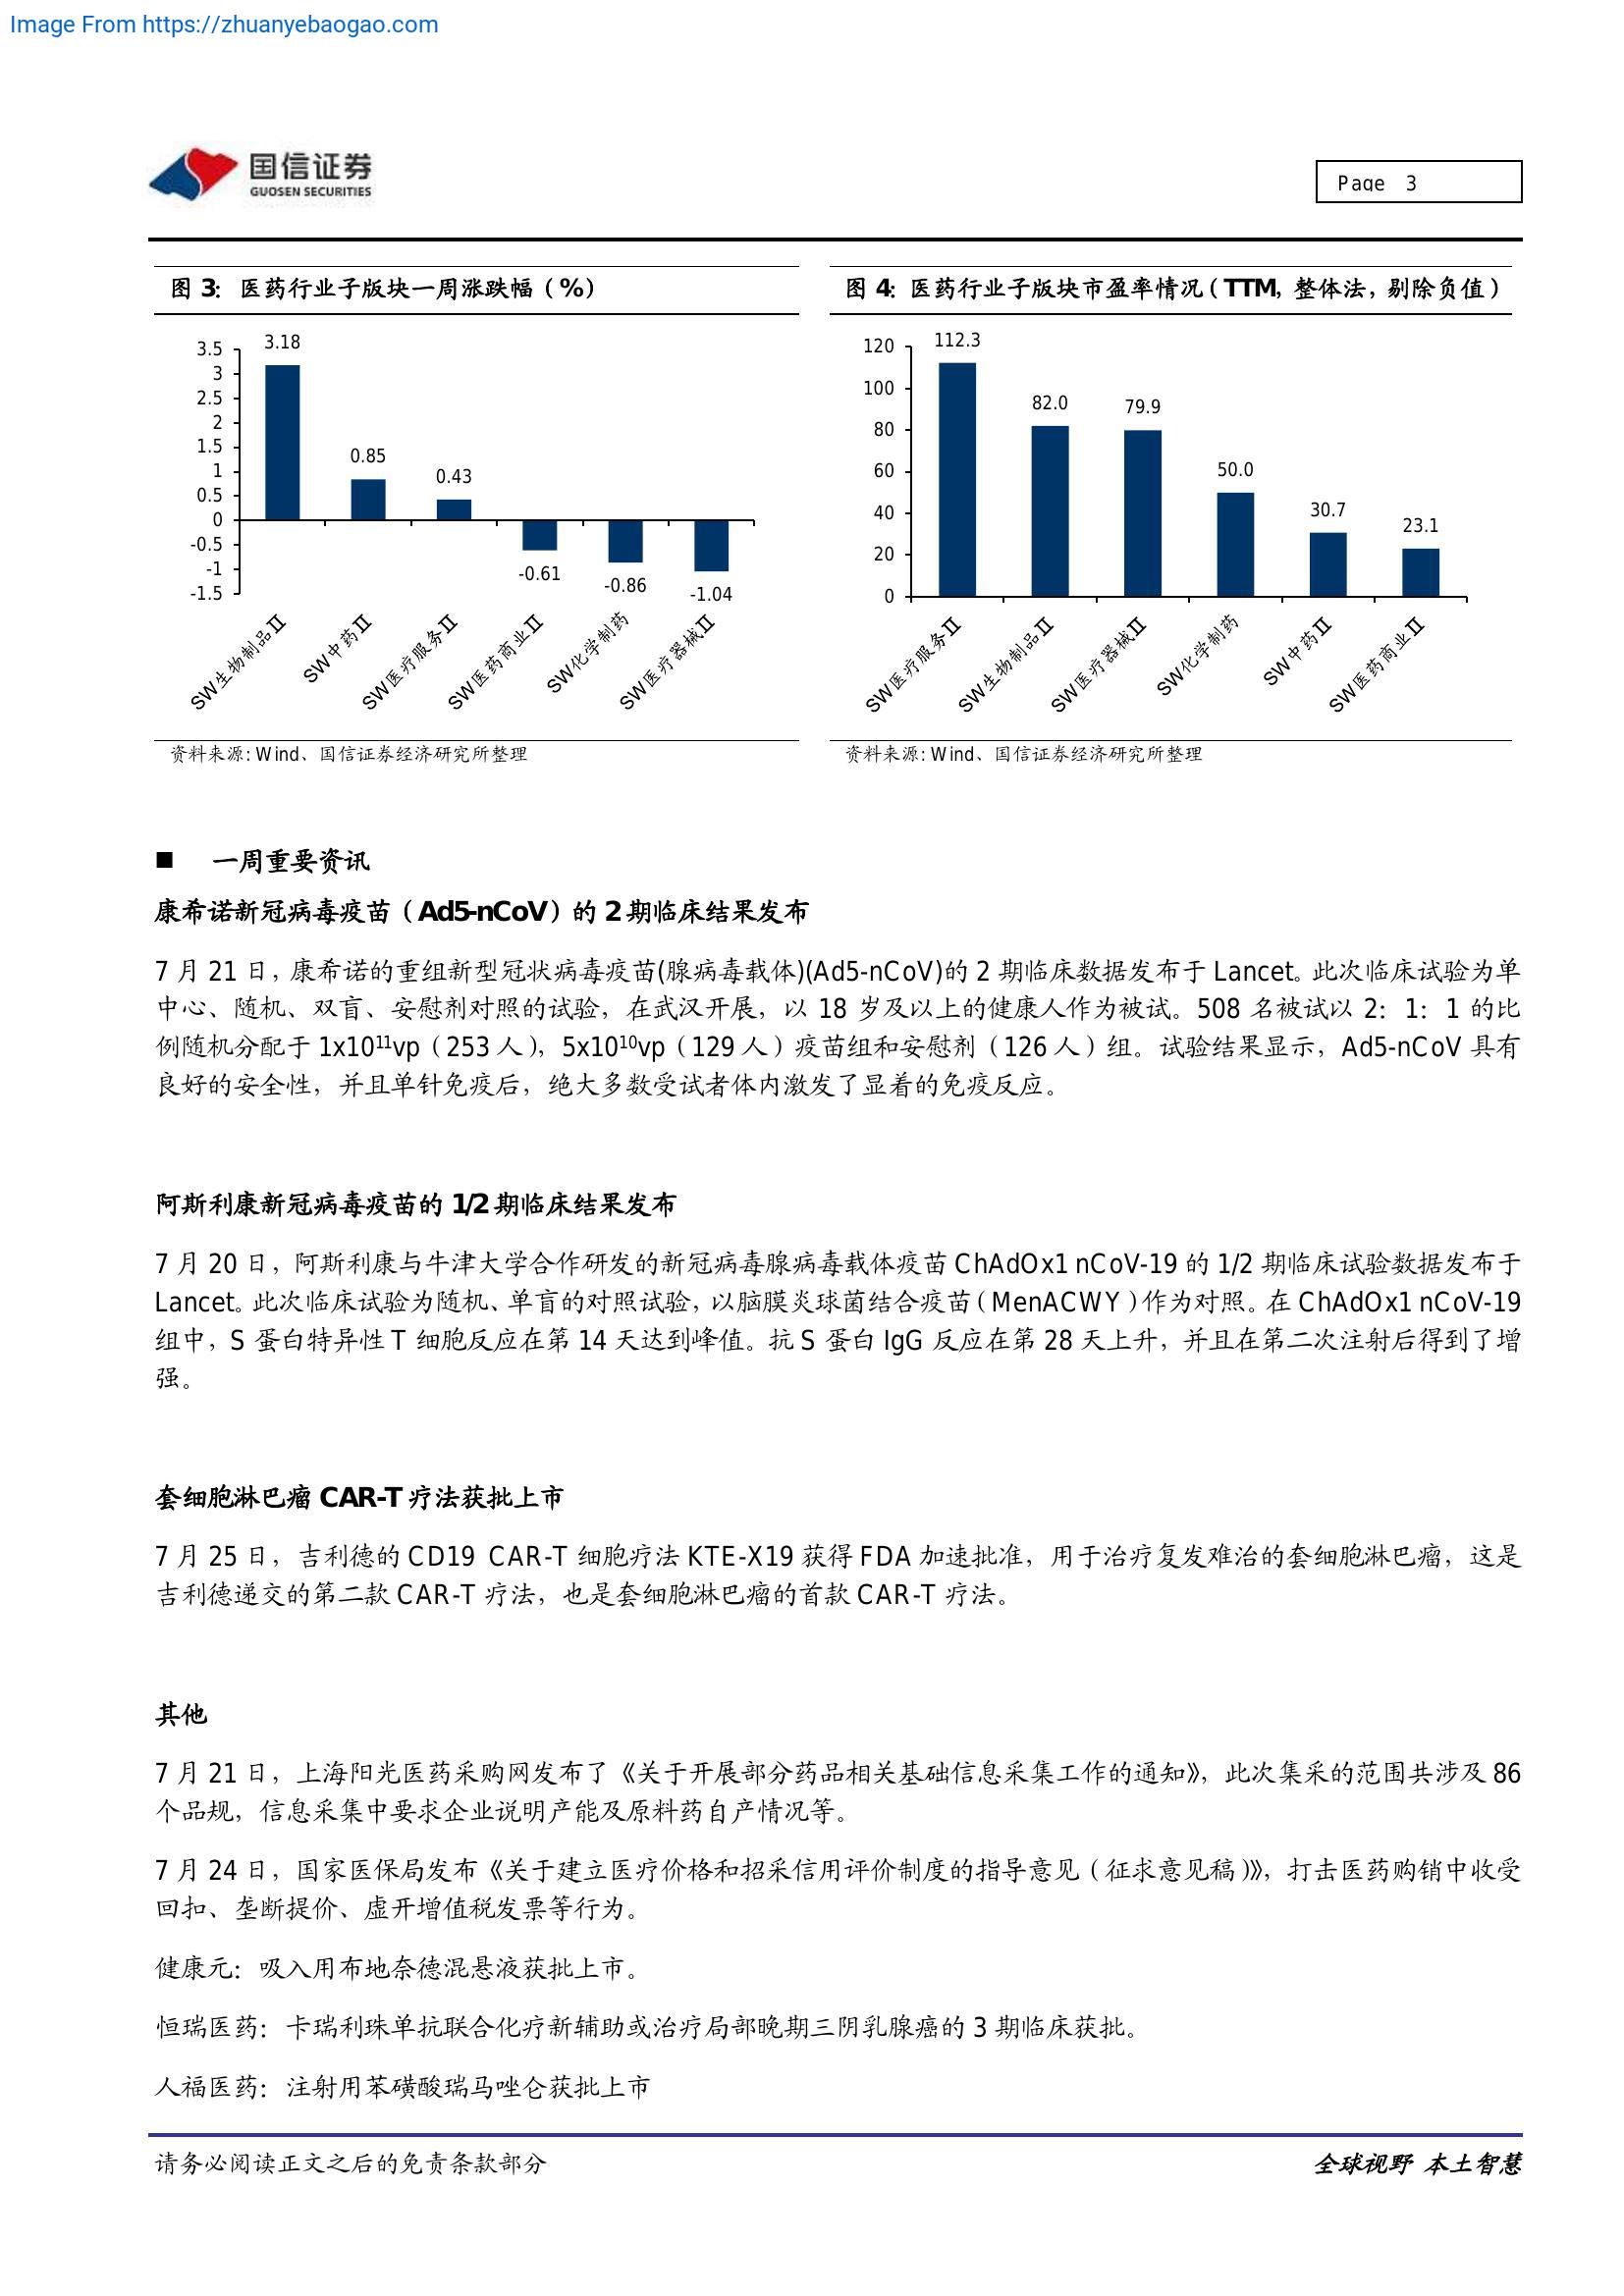 Image From https://zhuanyebaogao.com
国信证券
GUOSEN SECURITIES
Page 3
图 3：医药行业子版块一周涨跌幅（%）
3.5
3
2.5
2
1.5
1
0.5
0
-0.5
-1
-1.5
3.18
0.85
0.43
-0.61
-0.86
-1.04
SW生物制品Ⅱ
SW中药Ⅱ
SW医疗服务Ⅱ
SW医药商业Ⅱ
SW化学制药
SW医疗器械Ⅱ
资料来源：Wind、国信证券经济研究所整理
图 4：医药行业子版块市盈率情况（TTM，整体法，剔除负值）
120
100
80
60
40
20
0
112.3
82.0
79.9
50.0
30.7
23.1
SW医疗服务Ⅱ
SW生物制品Ⅱ
SW医疗器械Ⅱ
SW化学制药
SW中药Ⅱ
SW医药商业Ⅱ
资料来源：Wind、国信证券经济研究所整理
■ 一周重要资讯
康希诺新冠病毒疫苗（Ad5-nCoV）的 2 期临床结果发布
7 月 21 日，康希诺的重组新型冠状病毒疫苗(腺病毒载体)(Ad5-nCoV)的 2 期临床数据发布于 Lancet。此次临床试验为单
中心、随机、双盲、安慰剂对照的试验，在武汉开展，以 18 岁及以上的健康人作为被试。508 名被试以 2：1：1 的比
例随机分配于 1x10¹¹vp（253 人），5x10¹⁰vp（129 人）疫苗组和安慰剂（126 人）组。试验结果显示，Ad5-nCoV 具有
良好的安全性，并且单针免疫后，绝大多数受试者体内激发了显着的免疫反应。
阿斯利康新冠病毒疫苗的 1/2 期临床结果发布
7 月 20 日，阿斯利康与牛津大学合作研发的新冠病毒腺病毒载体疫苗 ChAdOx1 nCoV-19 的 1/2 期临床试验数据发布于
Lancet。此次临床试验为随机、单盲的对照试验，以脑膜炎球菌结合疫苗（MenACWY）作为对照。在 ChAdOx1 nCoV-19
组中，S 蛋白特异性 T 细胞反应在第 14 天达到峰值。抗 S 蛋白 IgG 反应在第 28 天上升，并且在第二次注射后得到了增
强。
套细胞淋巴瘤 CAR-T 疗法获批上市
7 月 25 日，吉利德的 CD19 CAR-T 细胞疗法 KTE-X19 获得 FDA 加速批准，用于治疗复发难治的套细胞淋巴瘤，这是
吉利德递交的第二款 CAR-T 疗法，也是套细胞淋巴瘤的首款 CAR-T 疗法。
其他
7 月 21 日，上海阳光医药采购网发布了《关于开展部分药品相关基础信息采集工作的通知》，此次集采的范围共涉及 86
个品规，信息采集中要求企业说明产能及原料药自产情况等。
7 月 24 日，国家医保局发布《关于建立医疗价格和招采信用评价制度的指导意见（征求意见稿）》，打击医药购销中收受
回扣、垄断提价、虚开增值税发票等行为。
健康元：吸入用布地奈德混悬液获批上市。
恒瑞医药：卡瑞利珠单抗联合化疗新辅助或治疗局部晚期三阴乳腺癌的 3 期临床获批。
人福医药：注射用苯磺酸瑞马唑仑获批上市
请务必阅读正文之后的免责条款部分
全球视野 本土智慧